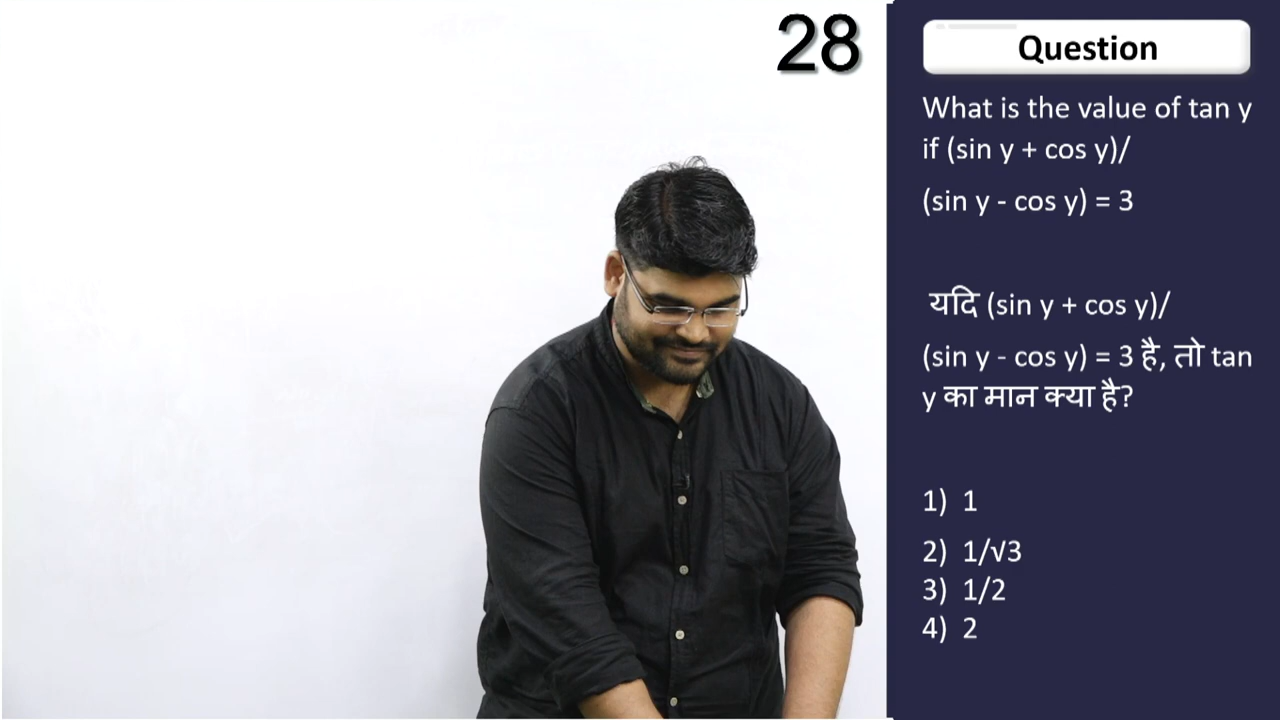 28
Question
What is the value of tan y
if (sin y + cos y)/
(sin y - cos y) = 3
यदि (sin y + cos y)/
(sin y - cos y) = 3 है, तो tan
y का मान क्या है?
1) 1
2) 1/√3
3) 1/2
4) 2